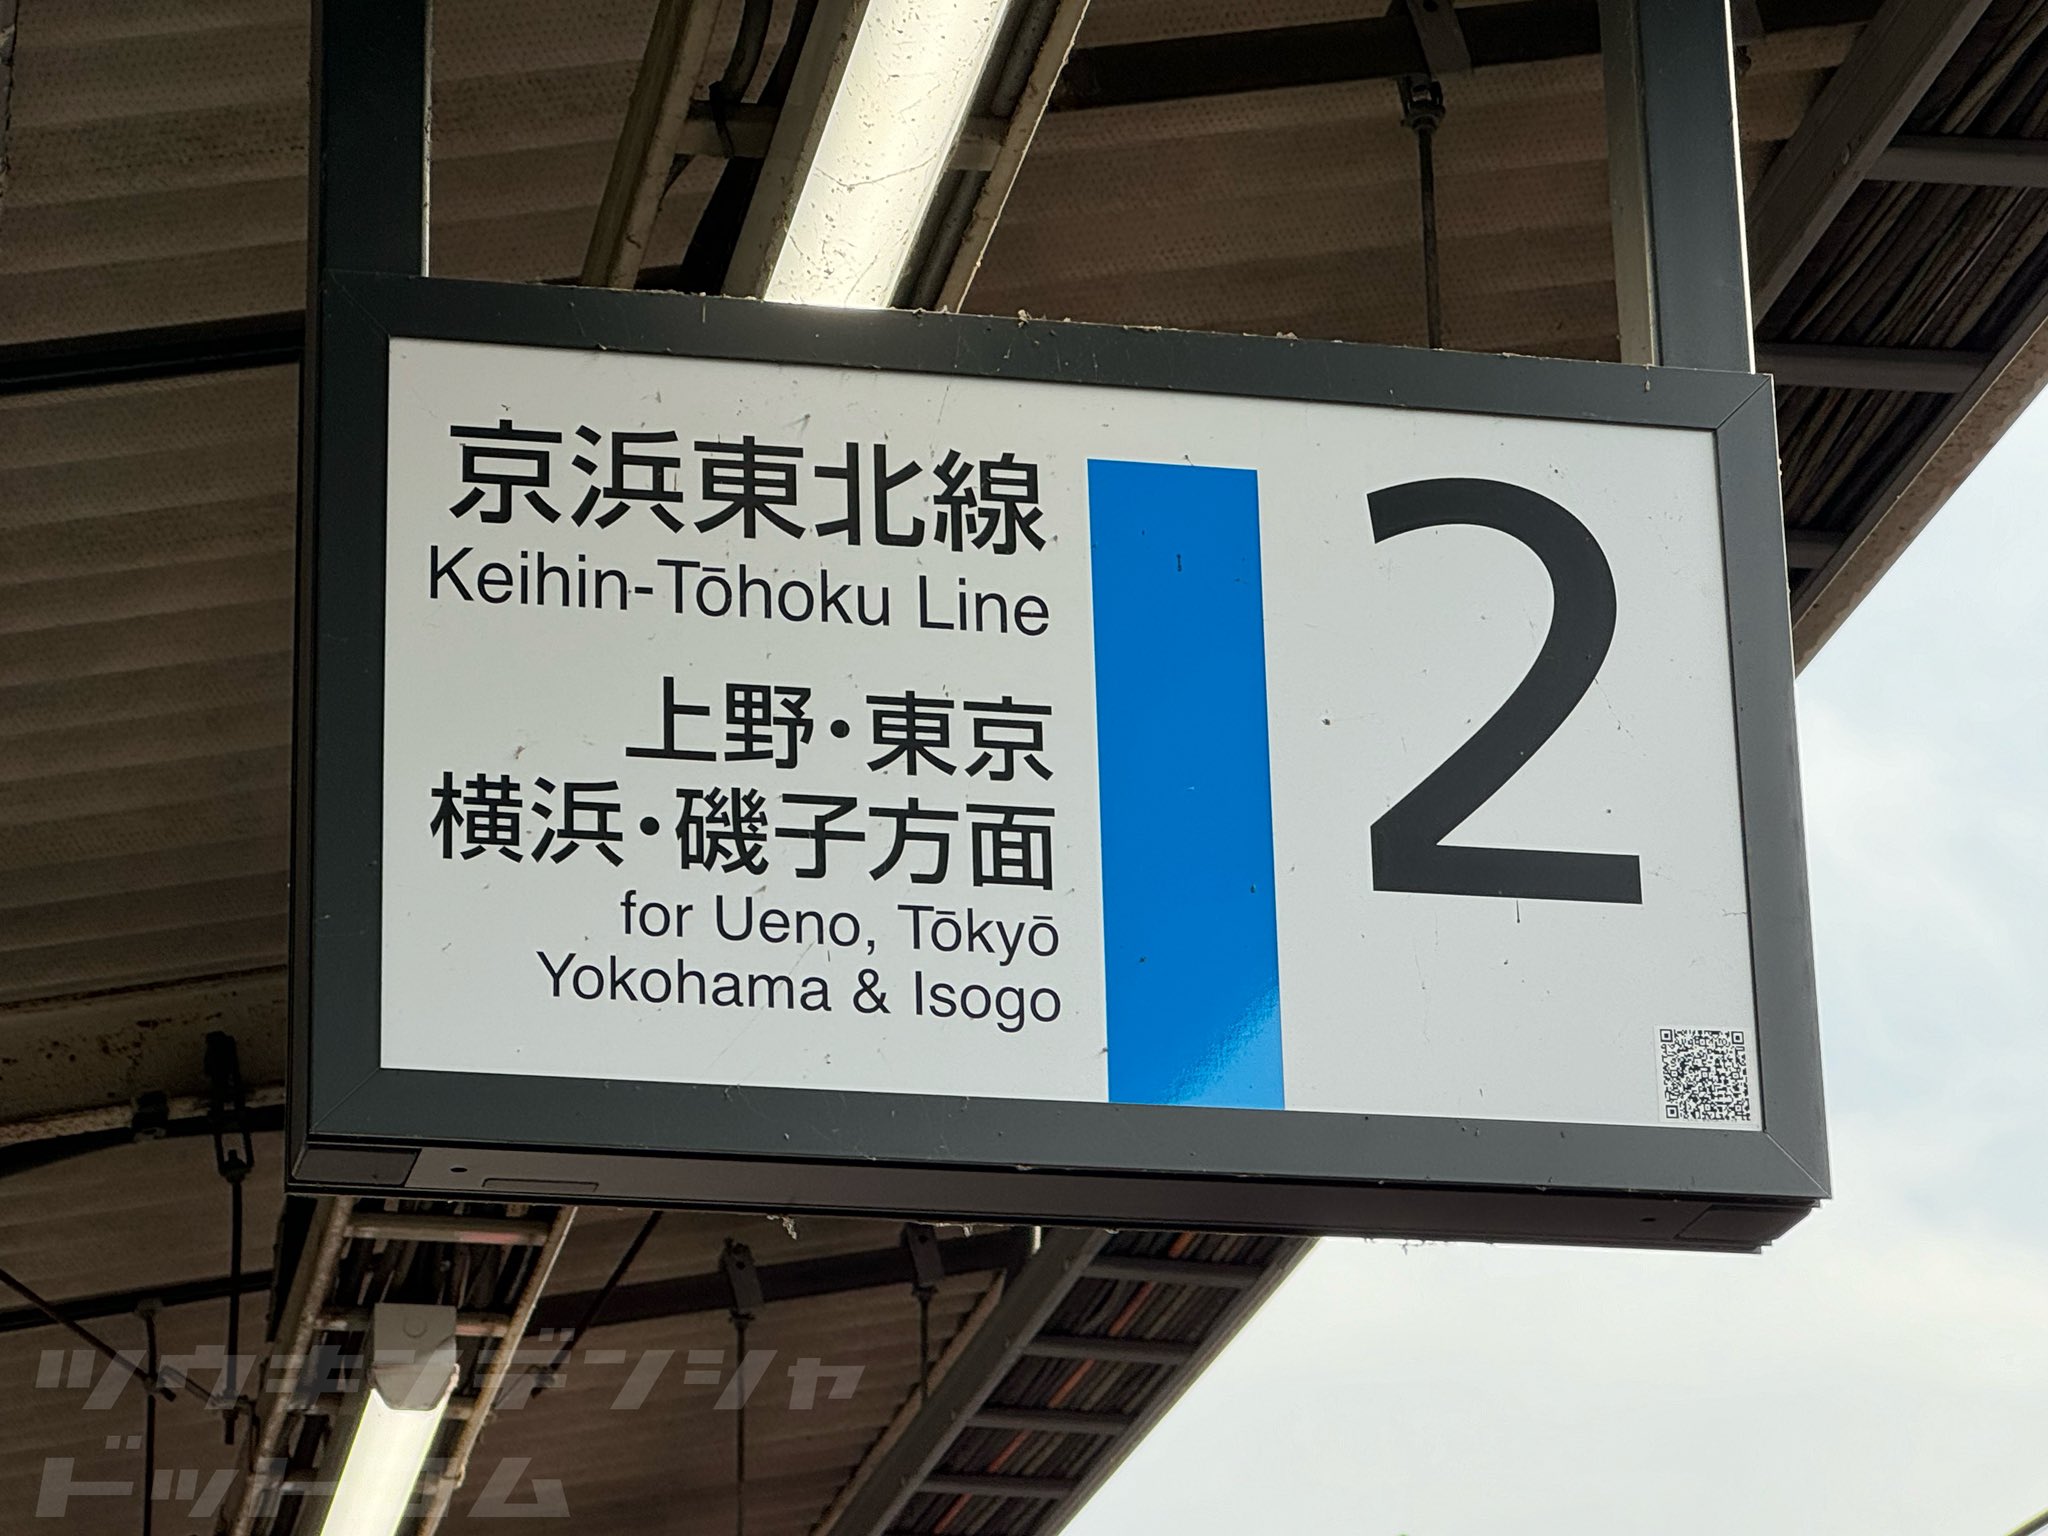 京浜東北線
Keihin-Tōhoku Line
上野・東京
横浜・磯子方面
for Ueno, Tōkyō
Yokohama & Isogo
2
ツウキンデンシャ
ドットコム